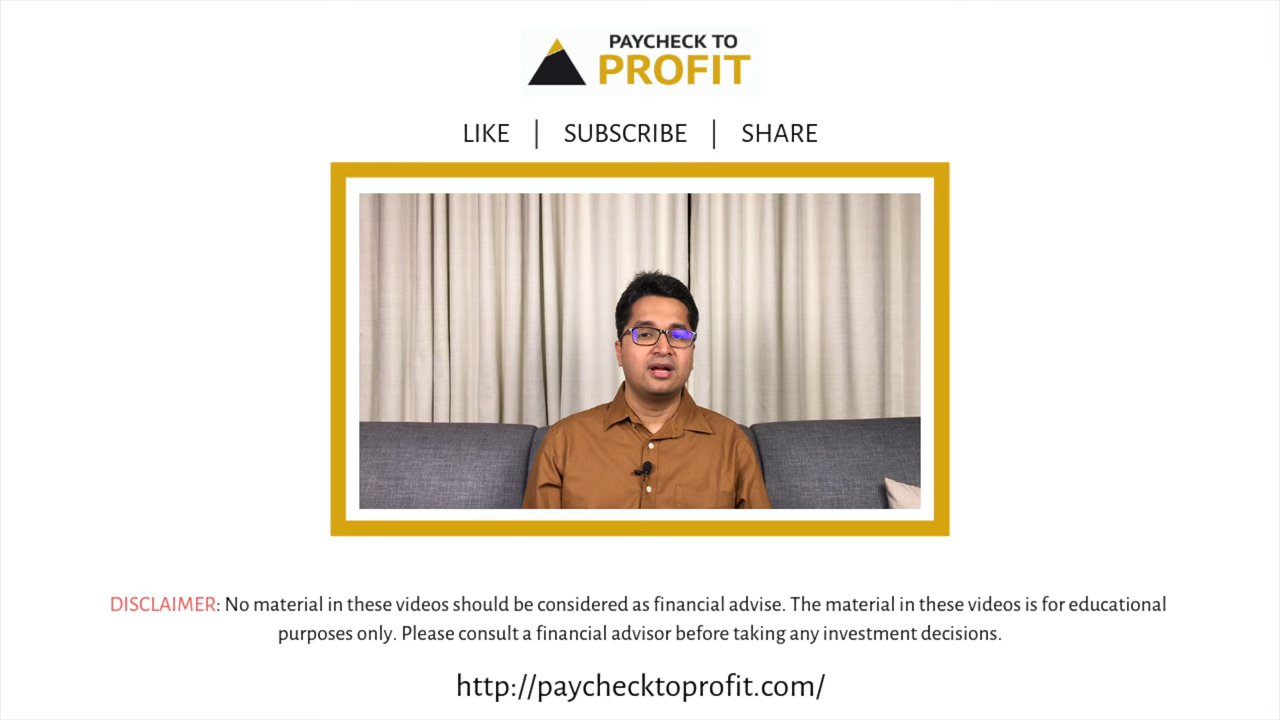 PAYCHECK TO
PROFIT
LIKE | SUBSCRIBE | SHARE
DISCLAIMER: No material in these videos should be considered as financial advise. The material in these videos is for educational
purposes only. Please consult a financial advisor before taking any investment decisions.
http://paychecktoprofit.com/